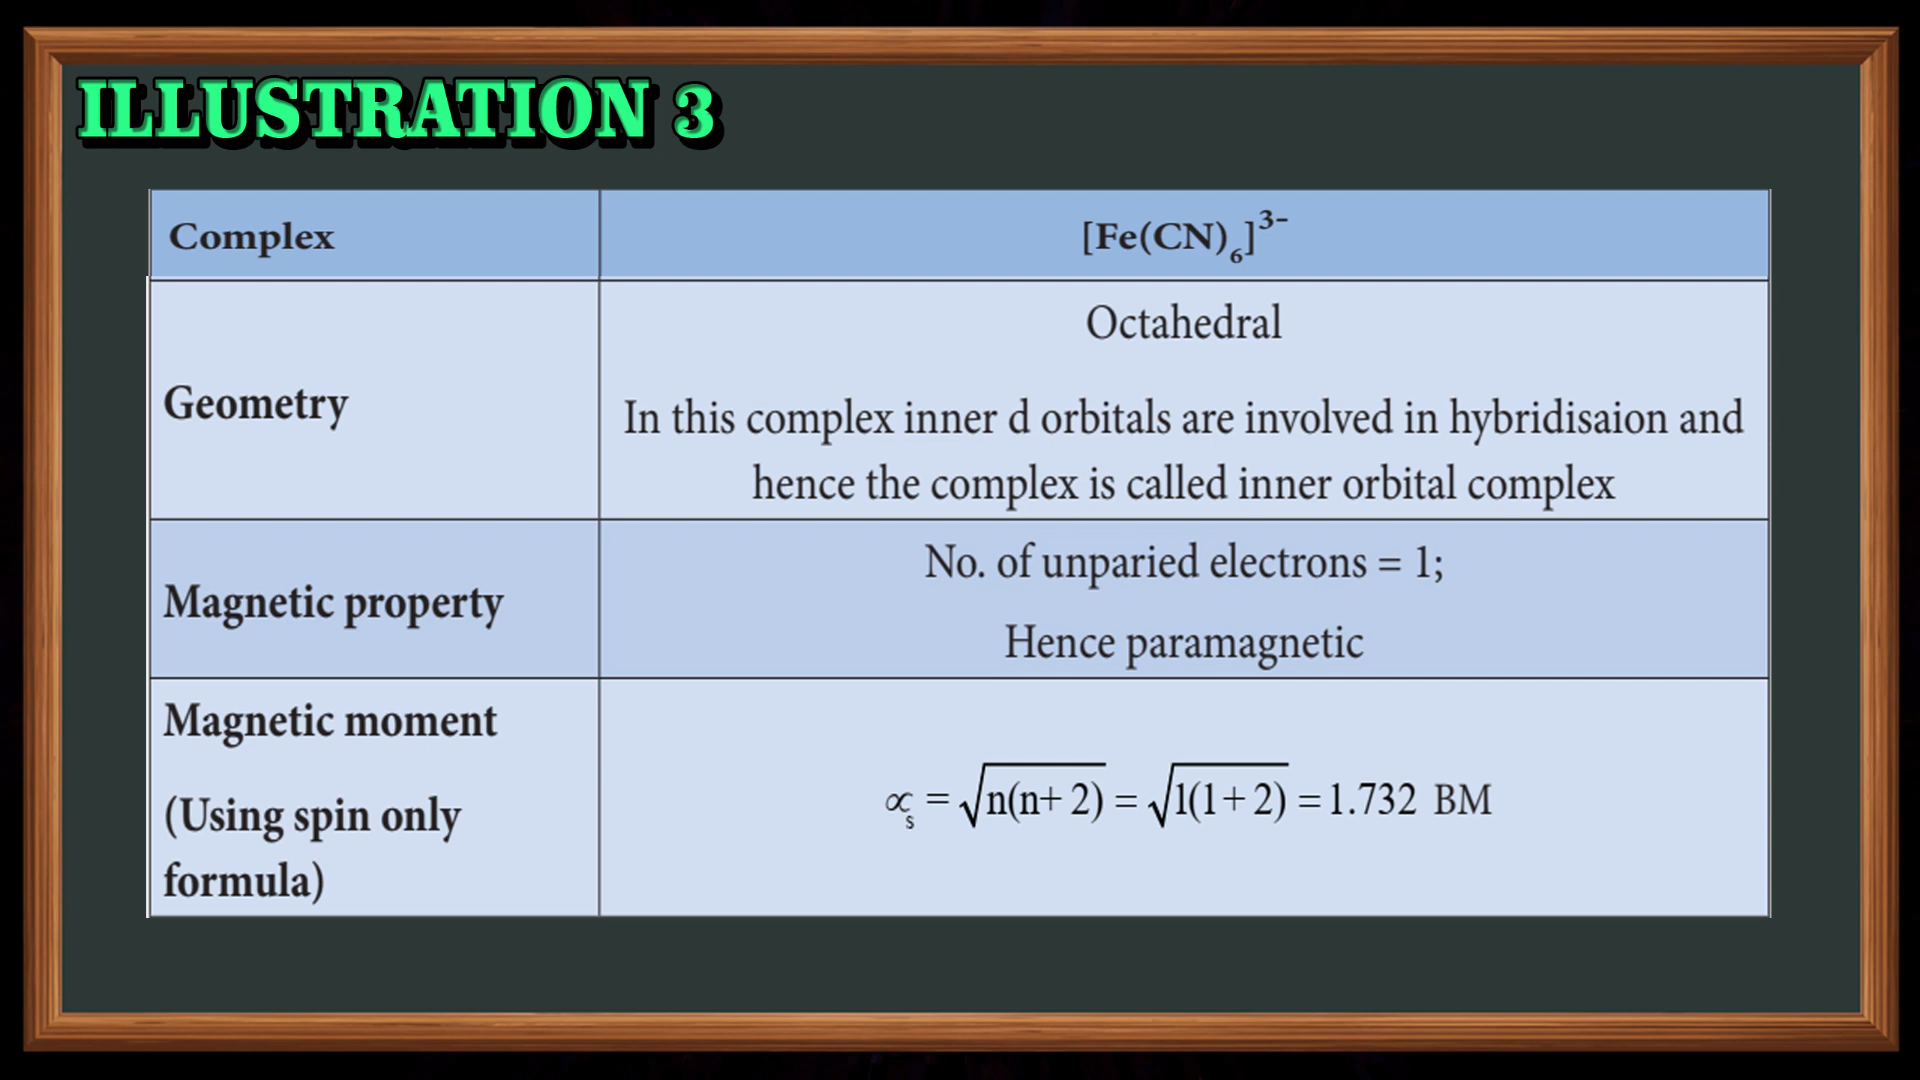 ILLUSTRATION 3
Complex
[Fe(CN)₆]³⁻
Geometry
Octahedral
In this complex inner d orbitals are involved in hybridisaion and
hence the complex is called inner orbital complex
Magnetic property
No. of unparied electrons = 1;
Hence paramagnetic
Magnetic moment
(Using spin only
formula)
∝ₛ = √n(n+ 2) = √1(1+ 2) = 1.732 BM